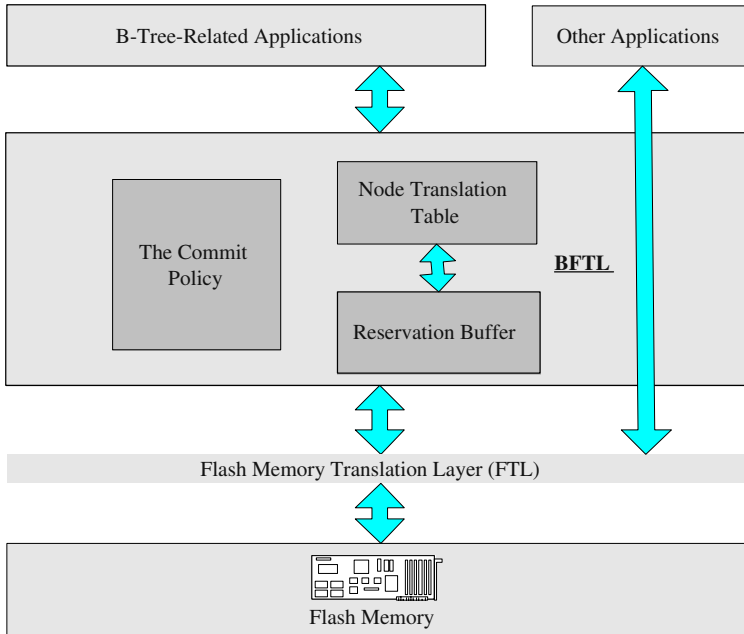 B-Tree-Related Applications
Other Applications
Node Translation
Table
The Commit
Policy
BFTL
Reservation Buffer
Flash Memory Translation Layer (FTL)
Flash Memory